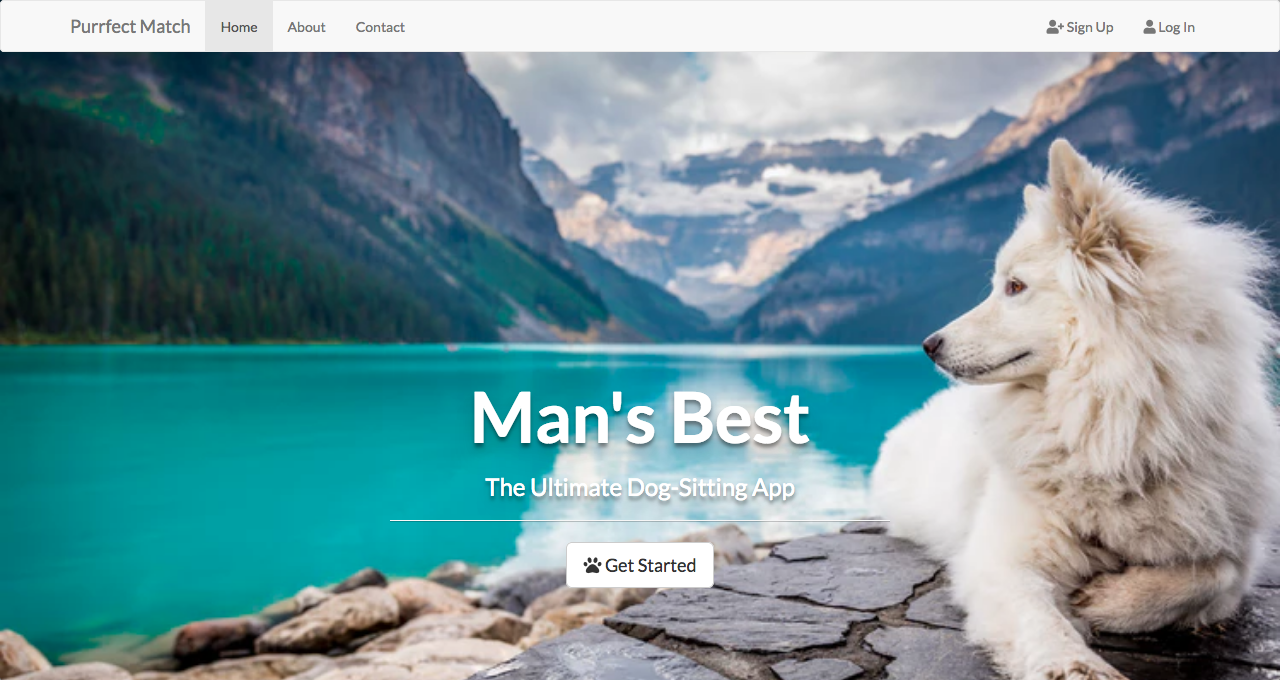 Purrfect Match
Home
About
Contact
Sign Up
Log In
Man's Best
The Ultimate Dog-Sitting App
Get Started